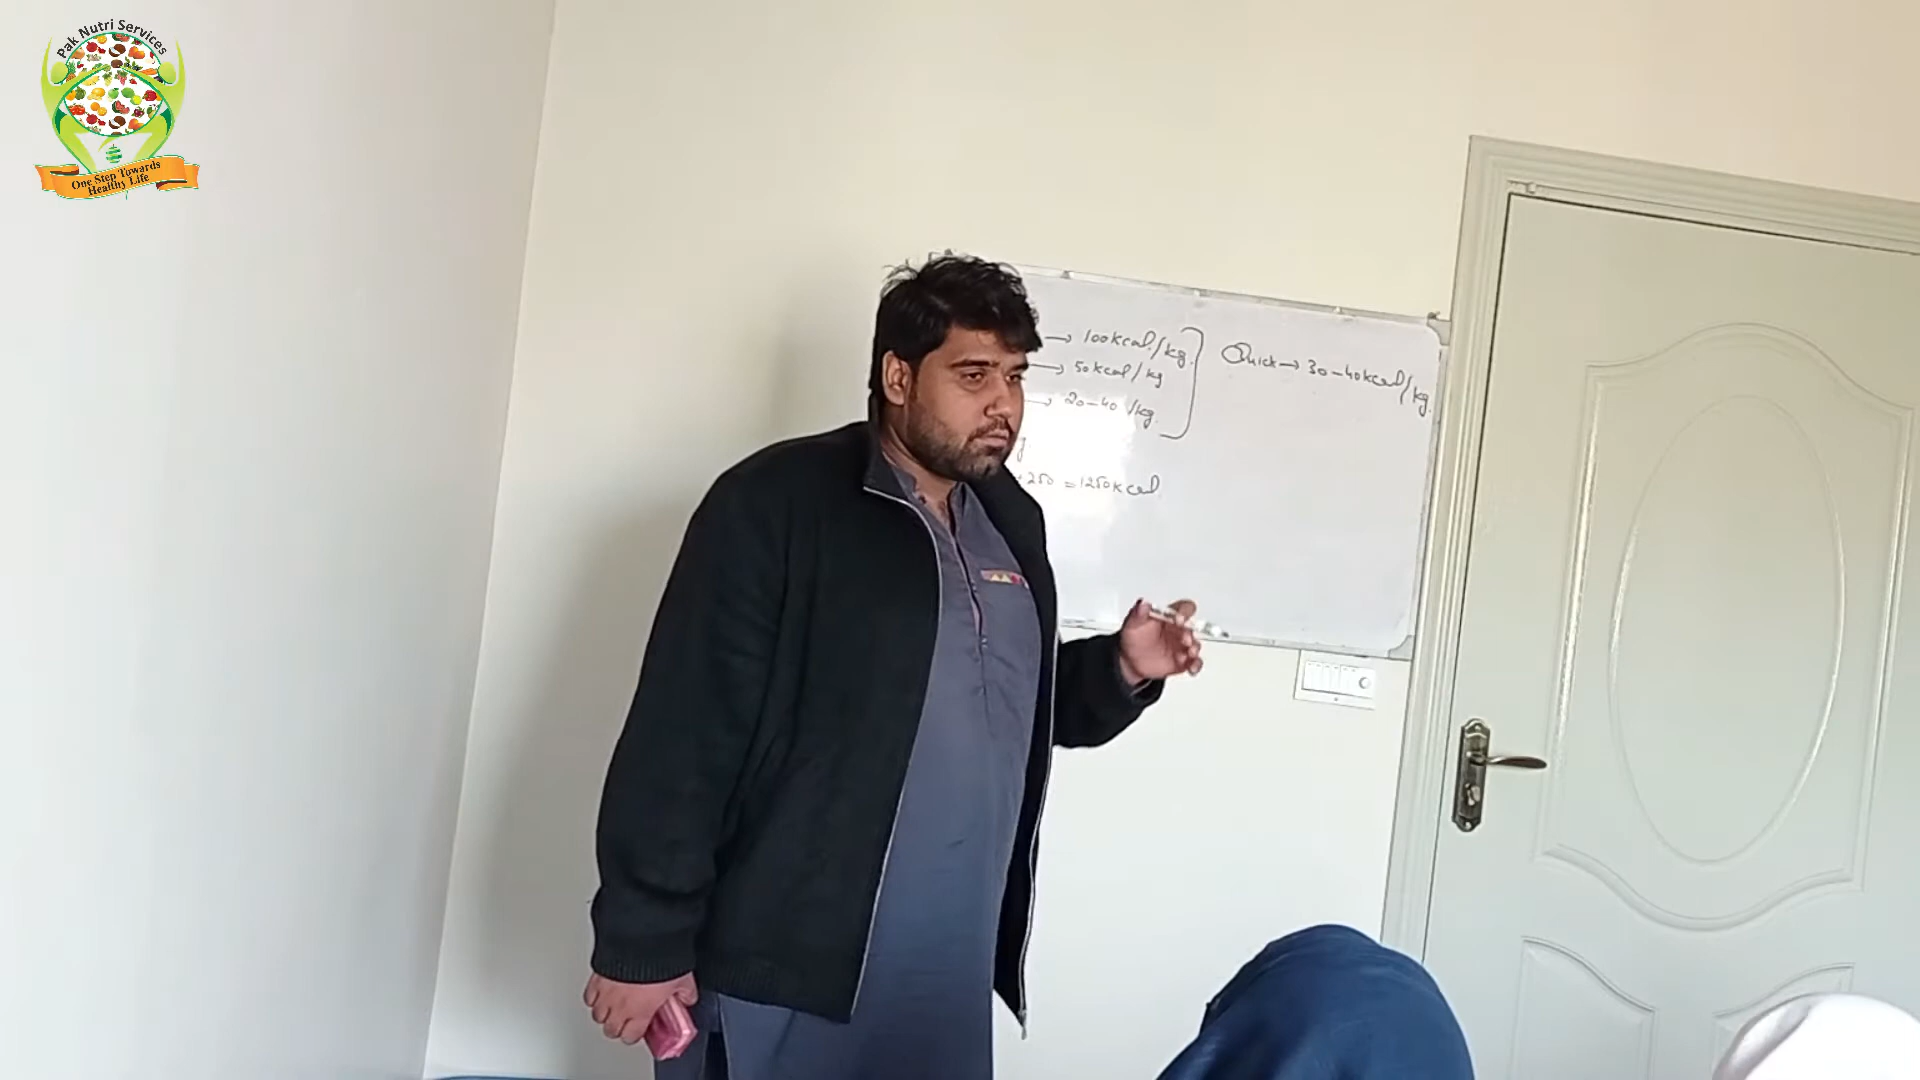 Pak Nutri Services
One Step Towards
Healthy Life
→ 100kcal/kg.
→ 50kcal/kg
→ 20-40/kg.
Quick → 30-40kcal/kg.
+250 = 1250kcal